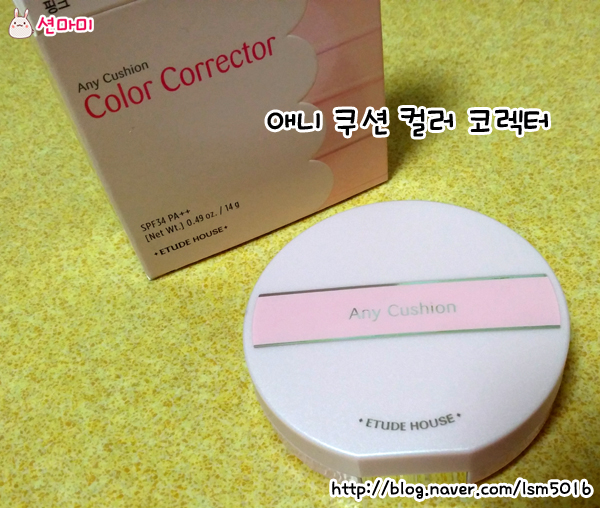 션마미
Any Cushion
Color Corrector
애니 쿠션 컬러 코렉터
SPF34 PA++
[Net Wt.] 0.49 oz. / 14 g
• ETUDE HOUSE •
Any Cushion
• ETUDE HOUSE •
http://blog.naver.com/lsm5016